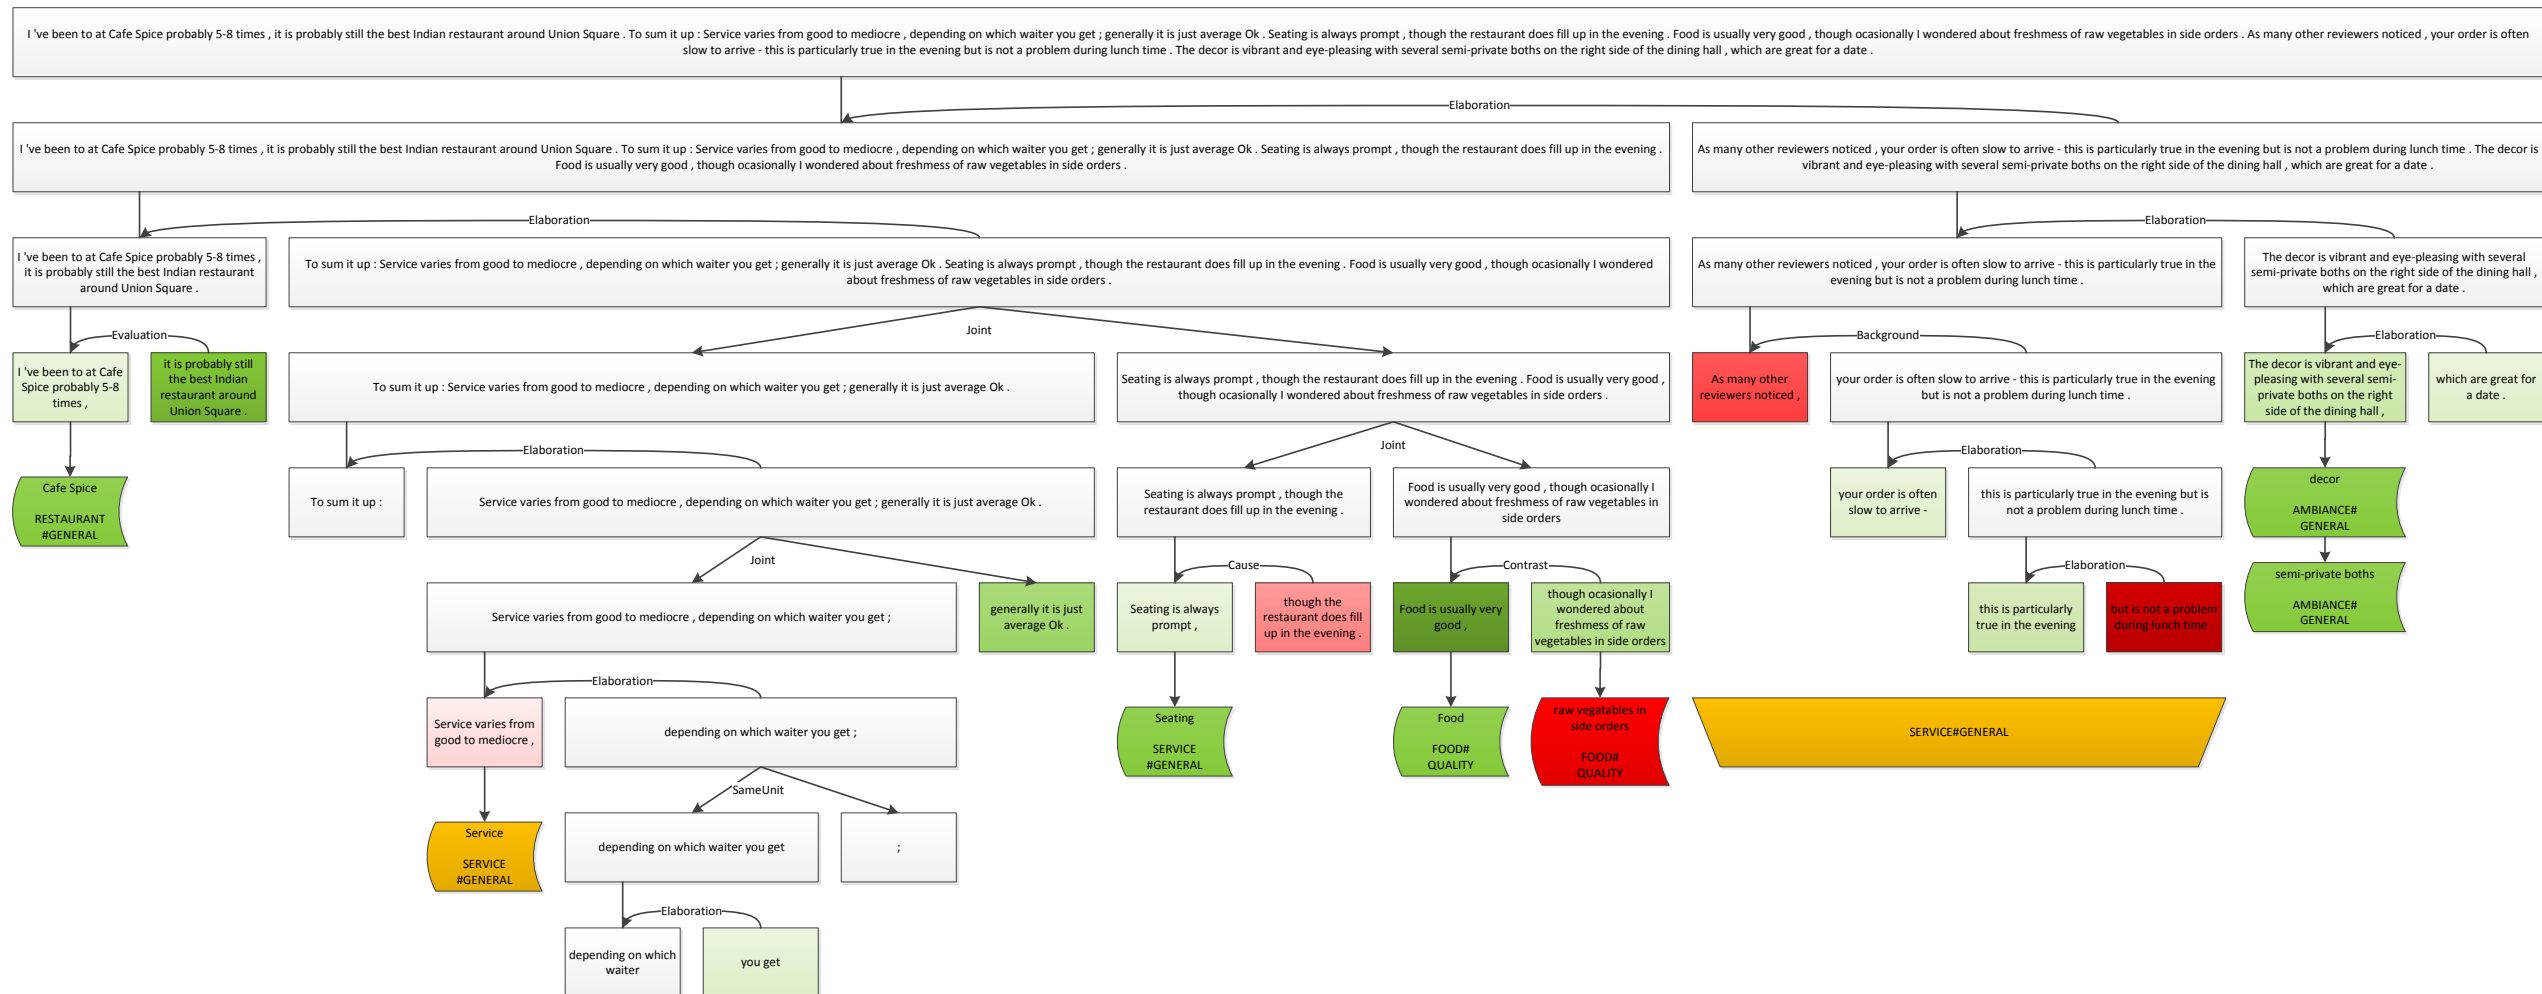 I 've been to at Cafe Spice probably 5-8 times , it is probably still the best Indian restaurant around Union Square . To sum it up : Service varies from good to mediocre , depending on which waiter you get ; generally it is just average Ok . Seating is always prompt , though the restaurant does fill up in the evening . Food is usually very good , though ocasionally I wondered about freshmess of raw vegetables in side orders . As many other reviewers noticed , your order is often
slow to arrive - this is particularly true in the evening but is not a problem during lunch time . The decor is vibrant and eye-pleasing with several semi-private boths on the right side of the dining hall , which are great for a date .
Elaboration
I 've been to at Cafe Spice probably 5-8 times , it is probably still the best Indian restaurant around Union Square . To sum it up : Service varies from good to mediocre , depending on which waiter you get ; generally it is just average Ok . Seating is always prompt , though the restaurant does fill up in the evening .
Food is usually very good , though ocasionally I wondered about freshmess of raw vegetables in side orders .
As many other reviewers noticed , your order is often slow to arrive - this is particularly true in the evening but is not a problem during lunch time . The decor is
vibrant and eye-pleasing with several semi-private boths on the right side of the dining hall , which are great for a date .
Elaboration
Elaboration
I 've been to at Cafe Spice probably 5-8 times ,
it is probably still the best Indian restaurant
around Union Square .
To sum it up : Service varies from good to mediocre , depending on which waiter you get ; generally it is just average Ok . Seating is always prompt , though the restaurant does fill up in the evening . Food is usually very good , though ocasionally I wondered
about freshmess of raw vegetables in side orders .
As many other reviewers noticed , your order is often slow to arrive - this is particularly true in the
evening but is not a problem during lunch time .
The decor is vibrant and eye-pleasing with several
semi-private boths on the right side of the dining hall ,
which are great for a date .
Evaluation
Joint
Background
Elaboration
I 've been to at Cafe
Spice probably 5-8
times ,
it is probably still
the best Indian
restaurant around
Union Square .
To sum it up : Service varies from good to mediocre , depending on which waiter you get ; generally it is just average Ok .
Seating is always prompt , though the restaurant does fill up in the evening . Food is usually very good ,
though ocasionally I wondered about freshmess of raw vegetables in side orders .
As many other
reviewers noticed ,
your order is often slow to arrive - this is particularly true in the evening
but is not a problem during lunch time .
The decor is vibrant and eye-
pleasing with several semi-
private boths on the right
side of the dining hall ,
which are great for
a date .
Elaboration
Joint
Elaboration
Cafe Spice
RESTAURANT
#GENERAL
To sum it up :
Service varies from good to mediocre , depending on which waiter you get ; generally it is just average Ok .
Seating is always prompt , though the
restaurant does fill up in the evening .
Food is usually very good , though ocasionally I
wondered about freshmess of raw vegetables in
side orders
your order is often
slow to arrive -
this is particularly true in the evening but is
not a problem during lunch time .
decor
AMBIANCE#
GENERAL
Joint
Cause
Contrast
Elaboration
Service varies from good to mediocre , depending on which waiter you get ;
generally it is just
average Ok .
Seating is always
prompt ,
though the
restaurant does fill
up in the evening .
Food is usually very
good ,
though ocasionally I
wondered about
freshmess of raw
vegetables in side orders
this is particularly
true in the evening
but is not a problem
during lunch time .
semi-private boths
AMBIANCE#
GENERAL
Elaboration
Service varies from
good to mediocre ,
depending on which waiter you get ;
Seating
SERVICE
#GENERAL
Food
FOOD#
QUALITY
raw vegatables in
side orders
FOOD#
QUALITY
SERVICE#GENERAL
SameUnit
Service
SERVICE
#GENERAL
depending on which waiter you get
;
Elaboration
depending on which
waiter
you get